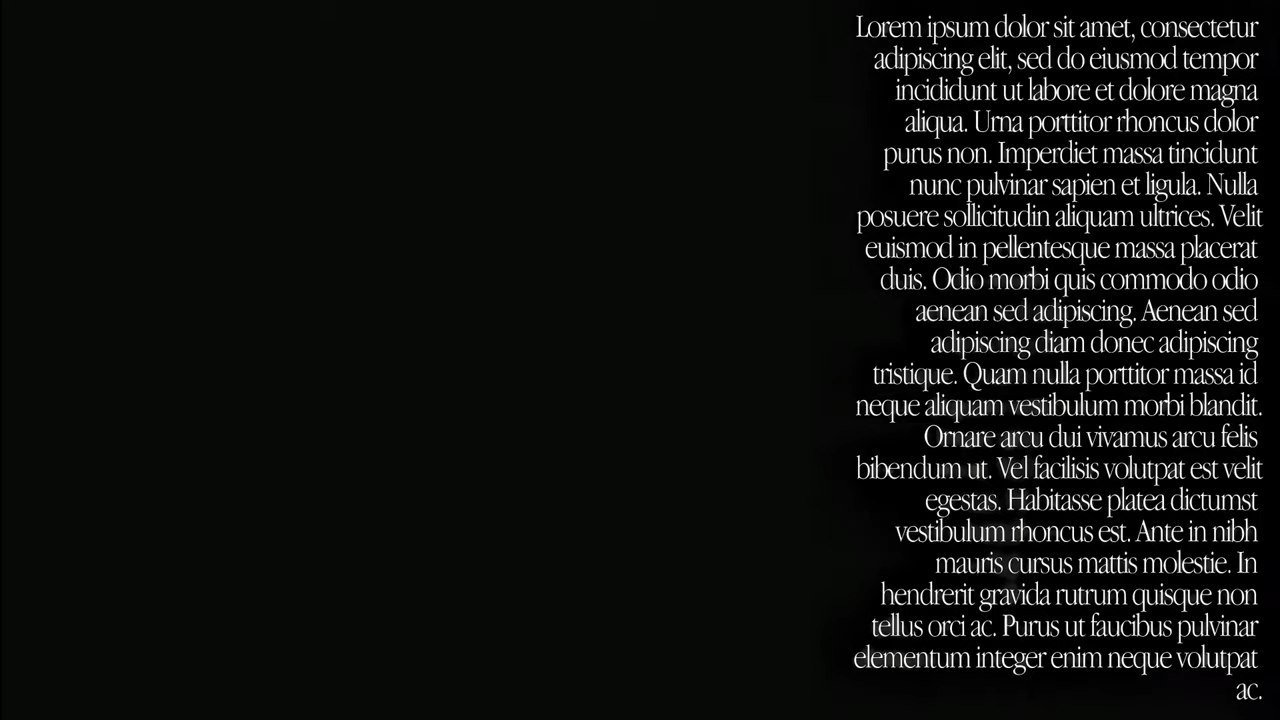 Lorem ipsum dolor sit amet, consectetur
adipiscing elit, sed do eiusmod tempor
incididunt ut labore et dolore magna
aliqua. Urna porttitor rhoncus dolor
purus non. Imperdiet massa tincidunt
nunc pulvinar sapien et ligula. Nulla
posuere sollicitudin aliquam ultrices. Velit
euismod in pellentesque massa placerat
duis. Odio morbi quis commodo odio
aenean sed adipiscing. Aenean sed
adipiscing diam donec adipiscing
tristique. Quam nulla porttitor massa id
neque aliquam vestibulum morbi blandit.
Ornare arcu dui vivamus arcu felis
bibendum ut. Vel facilisis volutpat est velit
egestas. Habitasse platea dictumst
vestibulum rhoncus est. Ante in nibh
mauris cursus mattis molestie. In
hendrerit gravida rutrum quisque non
tellus orci ac. Purus ut faucibus pulvinar
elementum integer enim neque volutpat
ac.